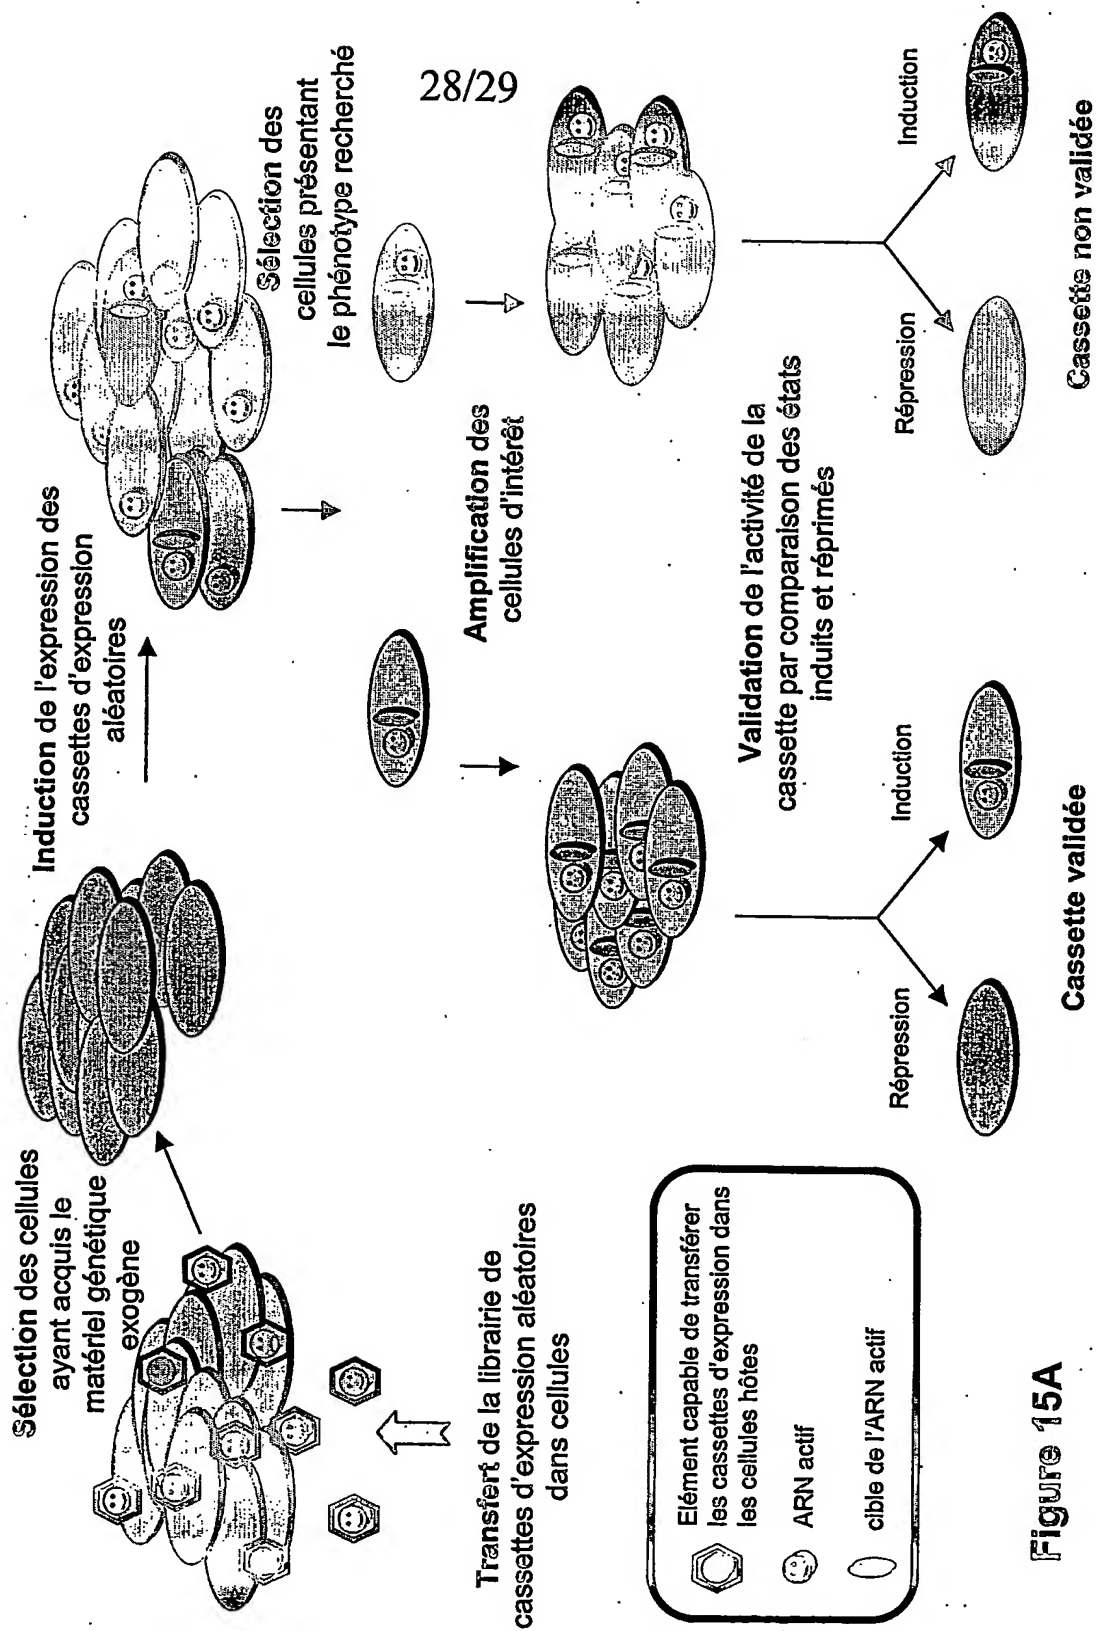 28/29
Sélection des cellules
ayant acquis le
matériel génétique
exogène
Induction de l'expression des
cassettes d'expression
aléatoires
Transfert de la librairie de
cassettes d'expression aléatoires
dans cellules
Sélection des
cellules présentant
le phénotype recherché
Amplification des
cellules d'intérêt
Validation de l'activité de la
cassette par comparaison des états
induits et réprimés
Répression
Induction
Répression
Induction
Cassette validée
Cassette non validée
Elément capable de transférer
les cassettes d'expression dans
les cellules hôtes
ARN actif
cible de l'ARN actif
Figure 15A